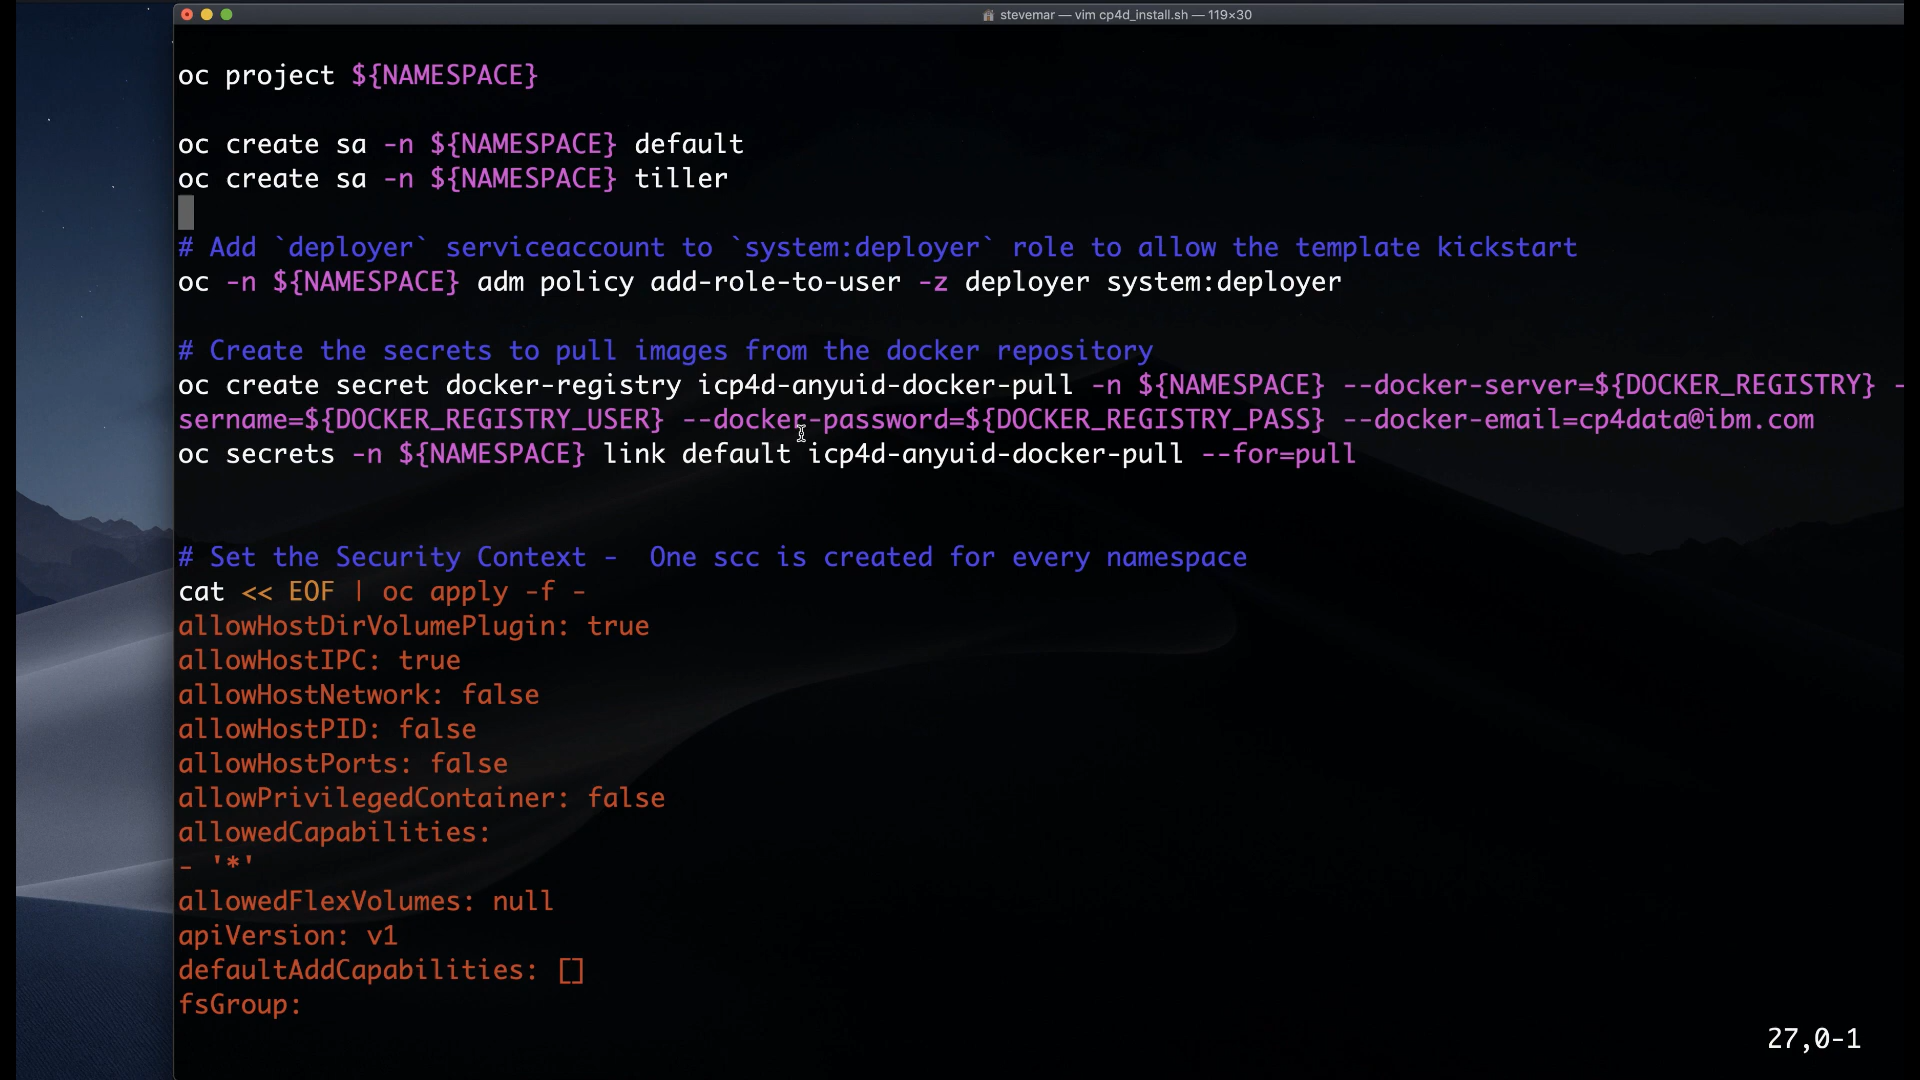 stevemar — vim cp4d_install.sh — 119×30
oc project ${NAMESPACE}
oc create sa -n ${NAMESPACE} default
oc create sa -n ${NAMESPACE} tiller
# Add `deployer` serviceaccount to `system:deployer` role to allow the template kickstart
oc -n ${NAMESPACE} adm policy add-role-to-user -z deployer system:deployer
# Create the secrets to pull images from the docker repository
oc create secret docker-registry icp4d-anyuid-docker-pull -n ${NAMESPACE} --docker-server=${DOCKER_REGISTRY} -
sername=${DOCKER_REGISTRY_USER} --docker-password=${DOCKER_REGISTRY_PASS} --docker-email=cp4data@ibm.com
oc secrets -n ${NAMESPACE} link default icp4d-anyuid-docker-pull --for=pull
# Set the Security Context -  One scc is created for every namespace
cat << EOF | oc apply -f -
allowHostDirVolumePlugin: true
allowHostIPC: true
allowHostNetwork: false
allowHostPID: false
allowHostPorts: false
allowPrivilegedContainer: false
allowedCapabilities:
- '*'
allowedFlexVolumes: null
apiVersion: v1
defaultAddCapabilities: []
fsGroup:
27,0-1